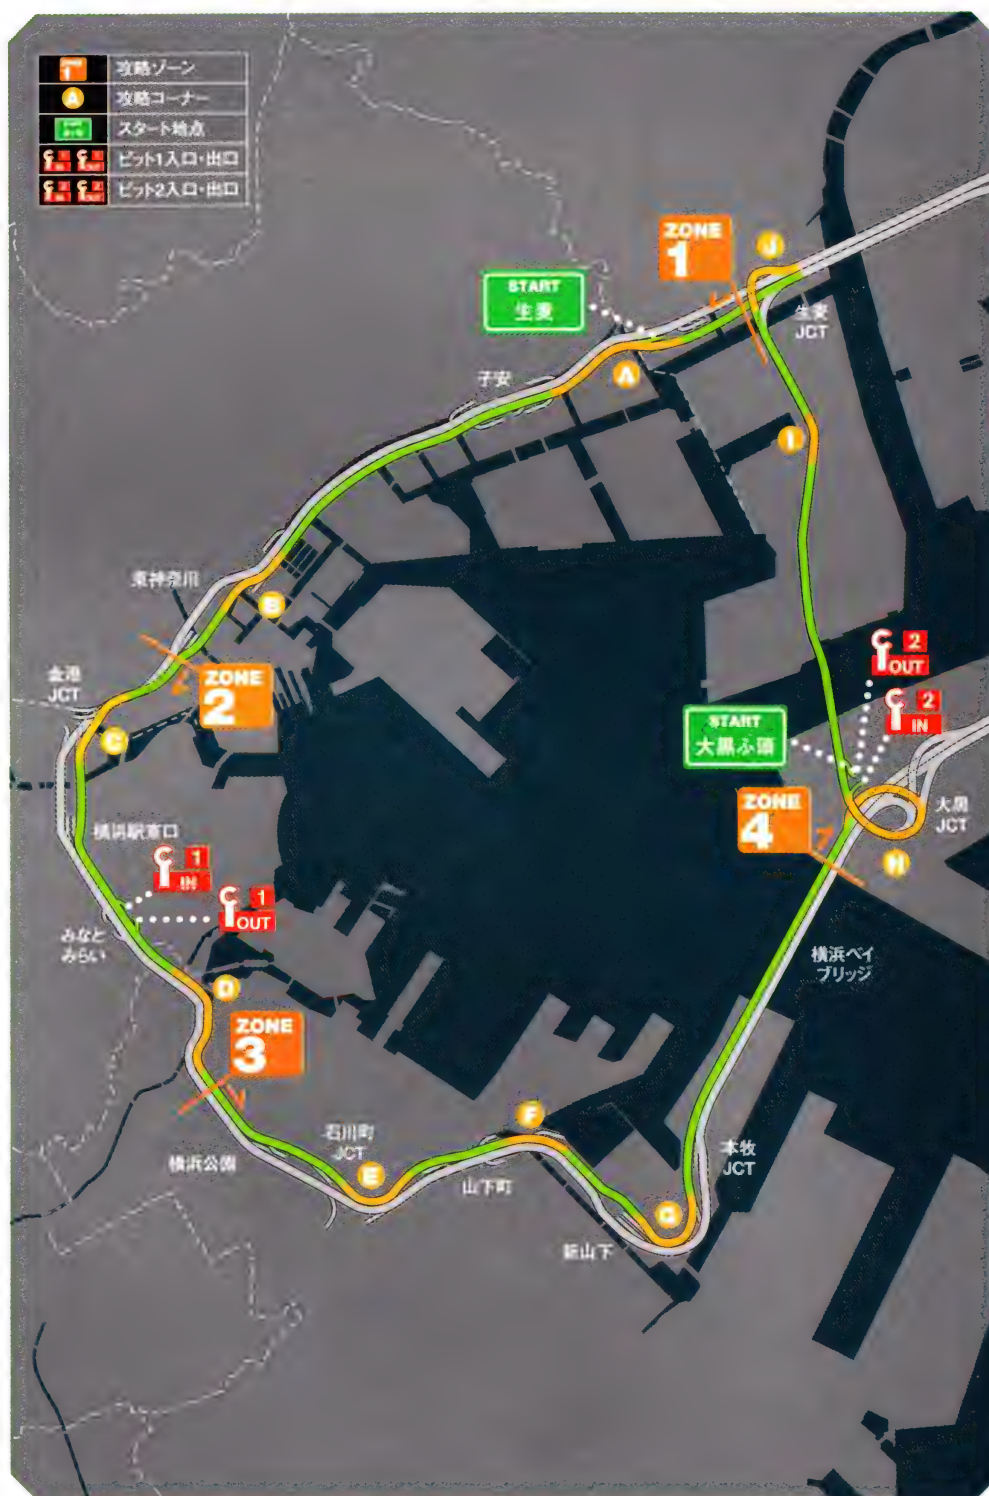 攻略ゾーン
A
攻略コーナー
スタート地点
ピット1入口・出口
ピット2入口・出口
ZONE
1
J
START
生麦
生麦
JCT
A
子安
I
東神奈川
B
ZONE
2
金港
JCT
C
2
OUT
2
IN
START
大黒ふ頭
ZONE
4
大黒
JCT
H
横浜駅東口
1
IN
1
OUT
みなと
みらい
横浜ベイ
ブリッジ
D
ZONE
3
F
石川町
JCT
E
横浜公園
山下町
本牧
JCT
G
新山下